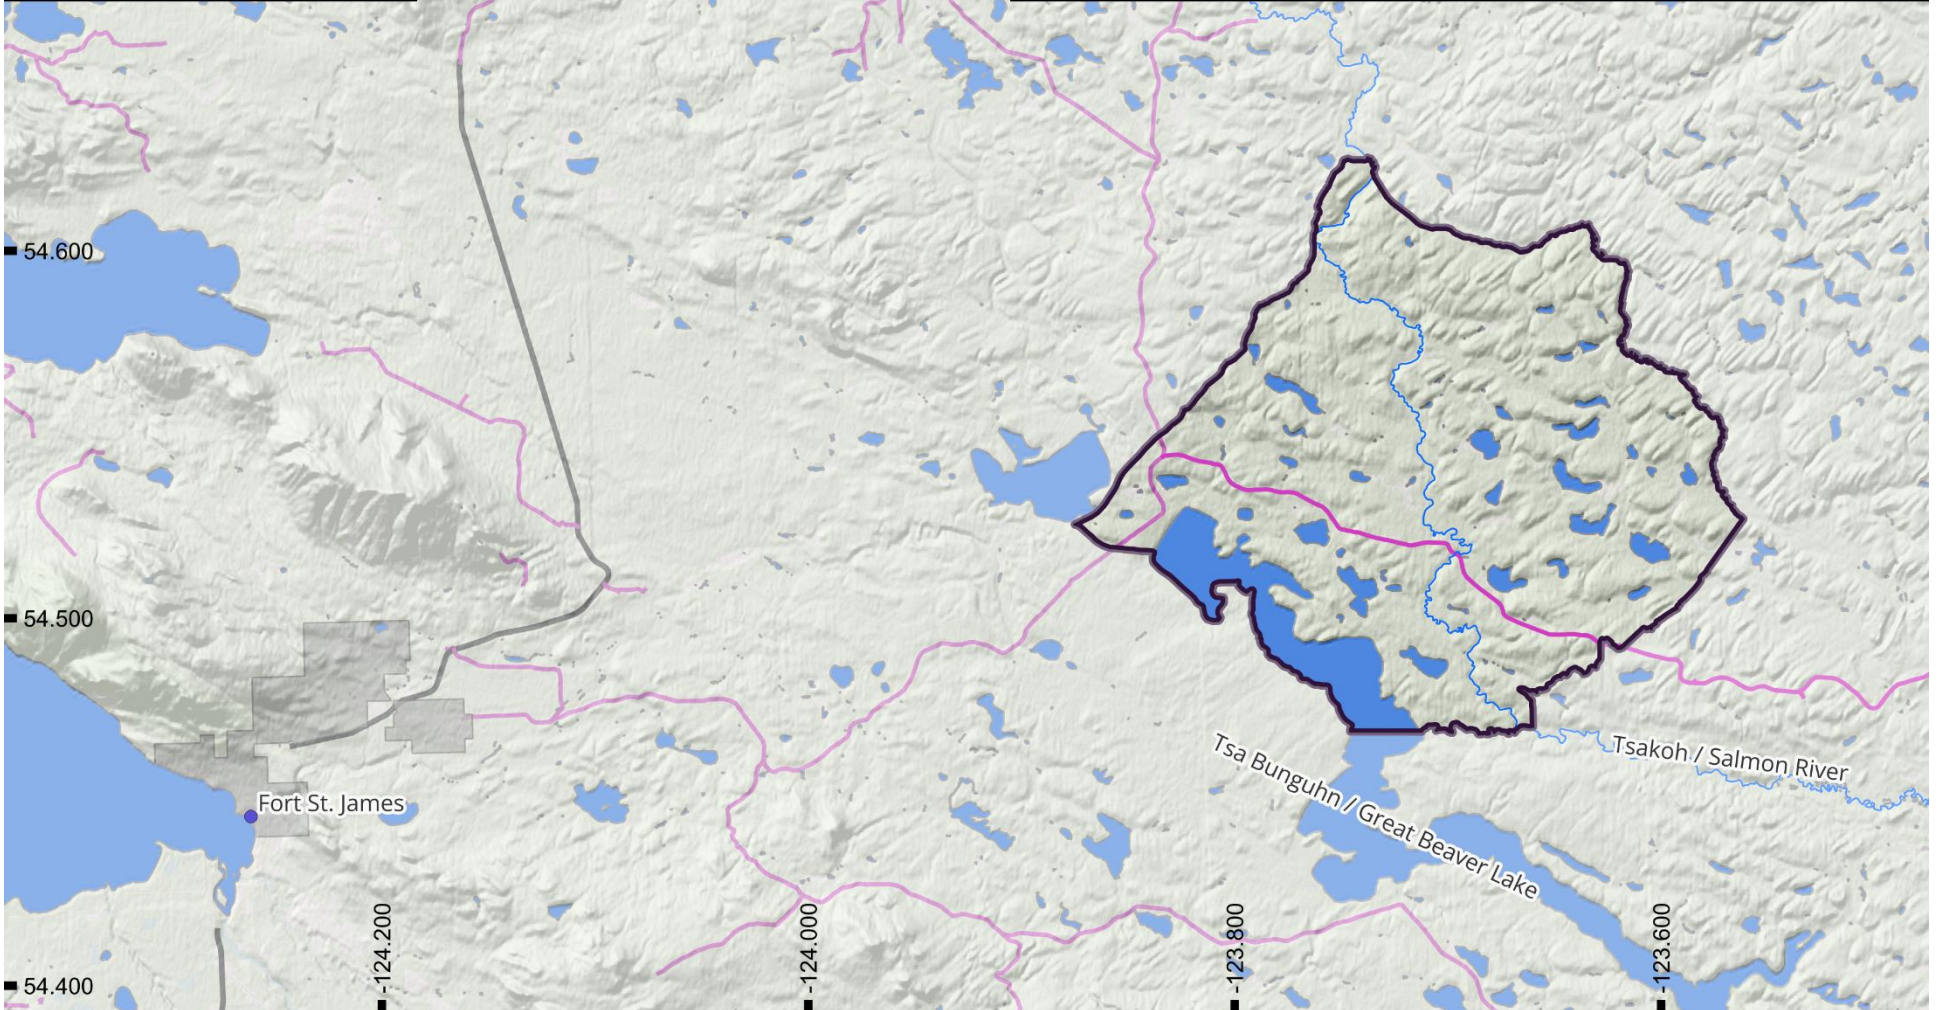 54.600
54.500
Tsakoh / Salmon River
Tsa Bunguhn / Great Beaver Lake
Fort St. James
54.400
-124.200
-124.000
-123.800
-123.600